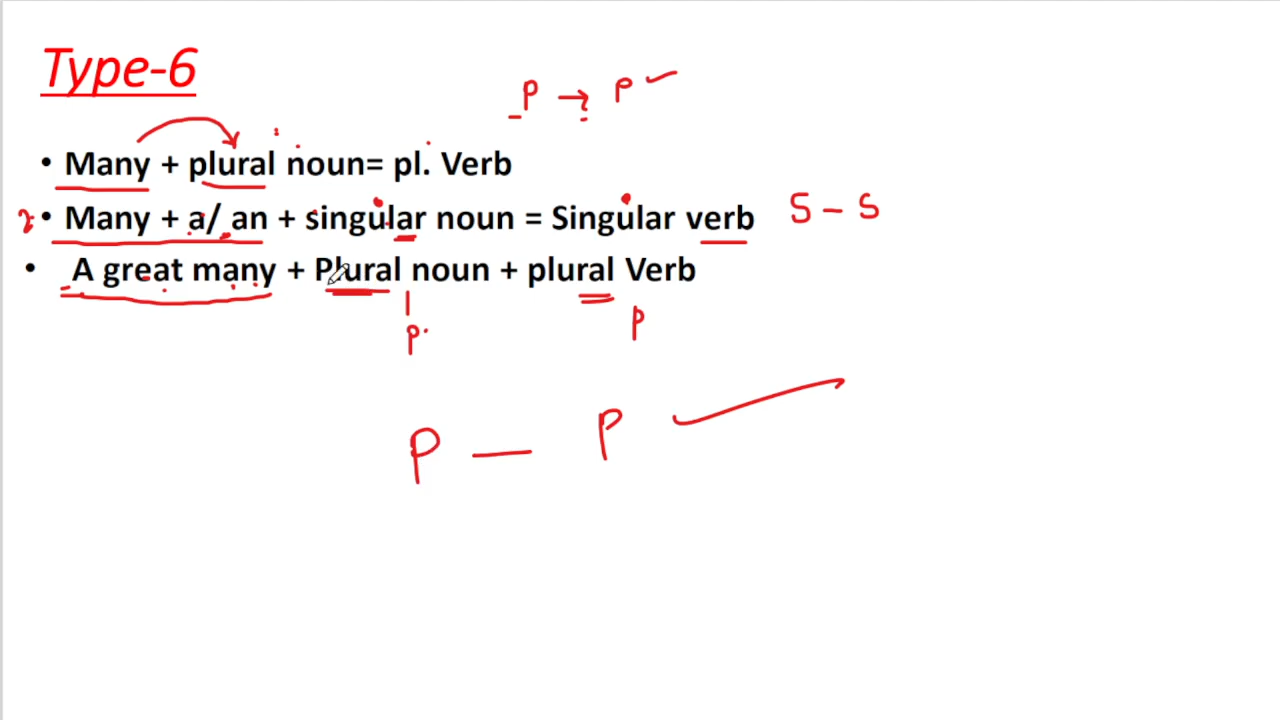 Type-6
P → P
• Many + plural noun= pl. Verb
• Many + a/ an + singular noun = Singular verb S - S
• A great many + Plural noun + plural Verb
P. P
P — P